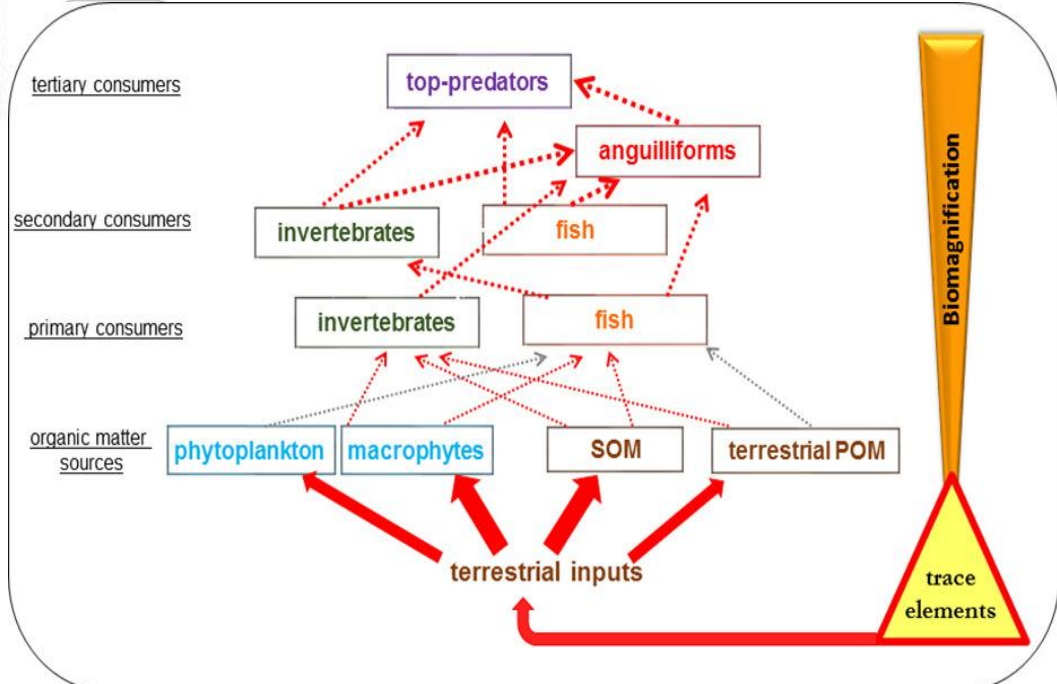 tertiary consumers
top-predators
anguilliforms
secondary consumers
invertebrates
fish
primary consumers
invertebrates
fish
organic matter
sources
phytoplankton
macrophytes
SOM
terrestrial POM
terrestrial inputs
Biomagnification
trace
elements